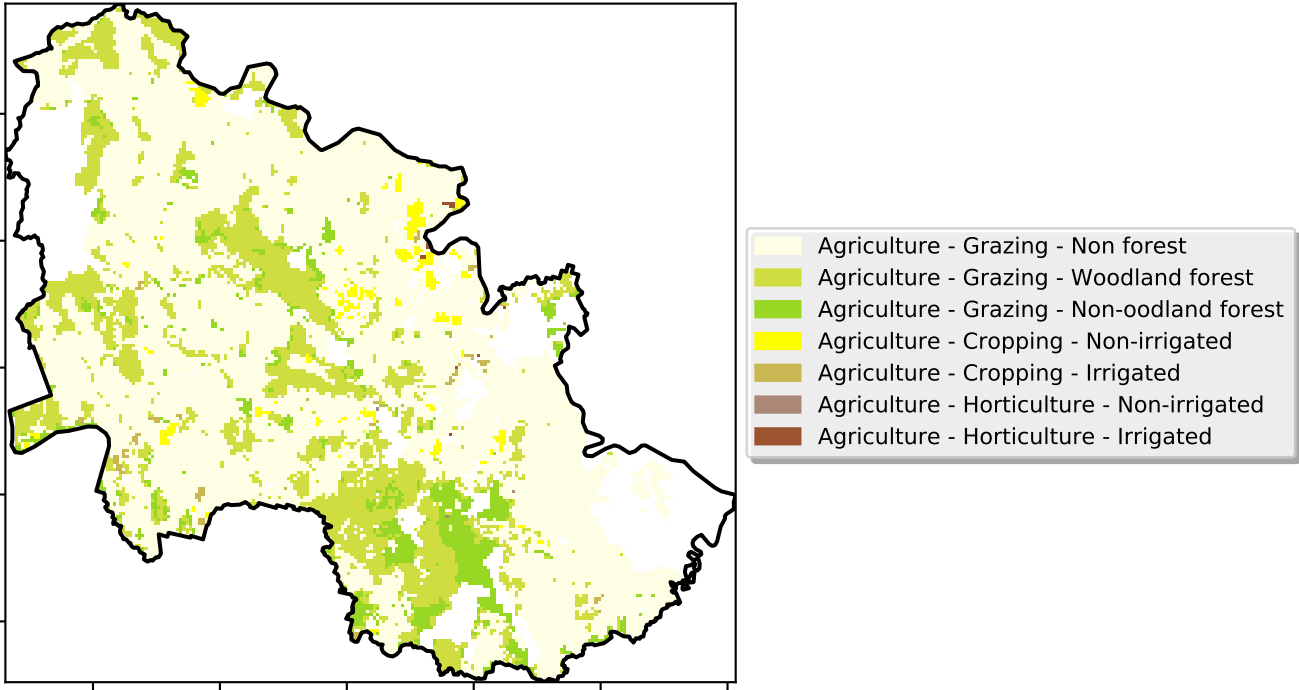 Agriculture - Grazing - Non forest
Agriculture - Grazing - Woodland forest
Agriculture - Grazing - Non-oodland forest
Agriculture - Cropping - Non-irrigated
Agriculture - Cropping - Irrigated
Agriculture - Horticulture - Non-irrigated
Agriculture - Horticulture - Irrigated